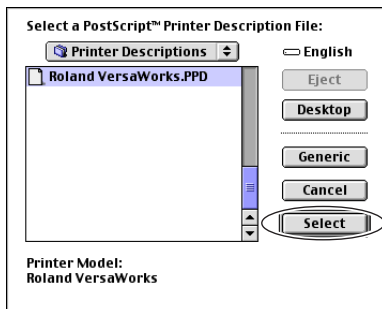 Select a PostScript™ Printer Description File:
Printer Descriptions
English
Roland VersaWorks.PPD
Eject
Desktop
Generic
Cancel
Select
Printer Model:
Roland VersaWorks